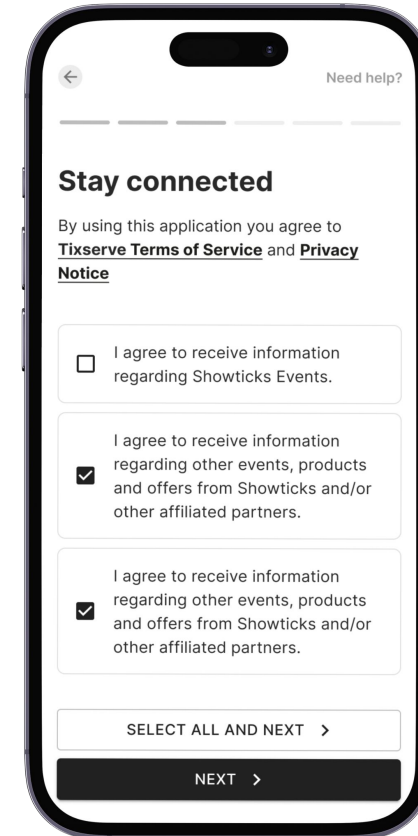 Need help?
Stay connected
By using this application you agree to
Tixserve Terms of Service and Privacy
Notice
I agree to receive information
regarding Showticks Events.
I agree to receive information
regarding other events, products
and offers from Showticks and/or
other affiliated partners.
I agree to receive information
regarding other events, products
and offers from Showticks and/or
other affiliated partners.
SELECT ALL AND NEXT
NEXT